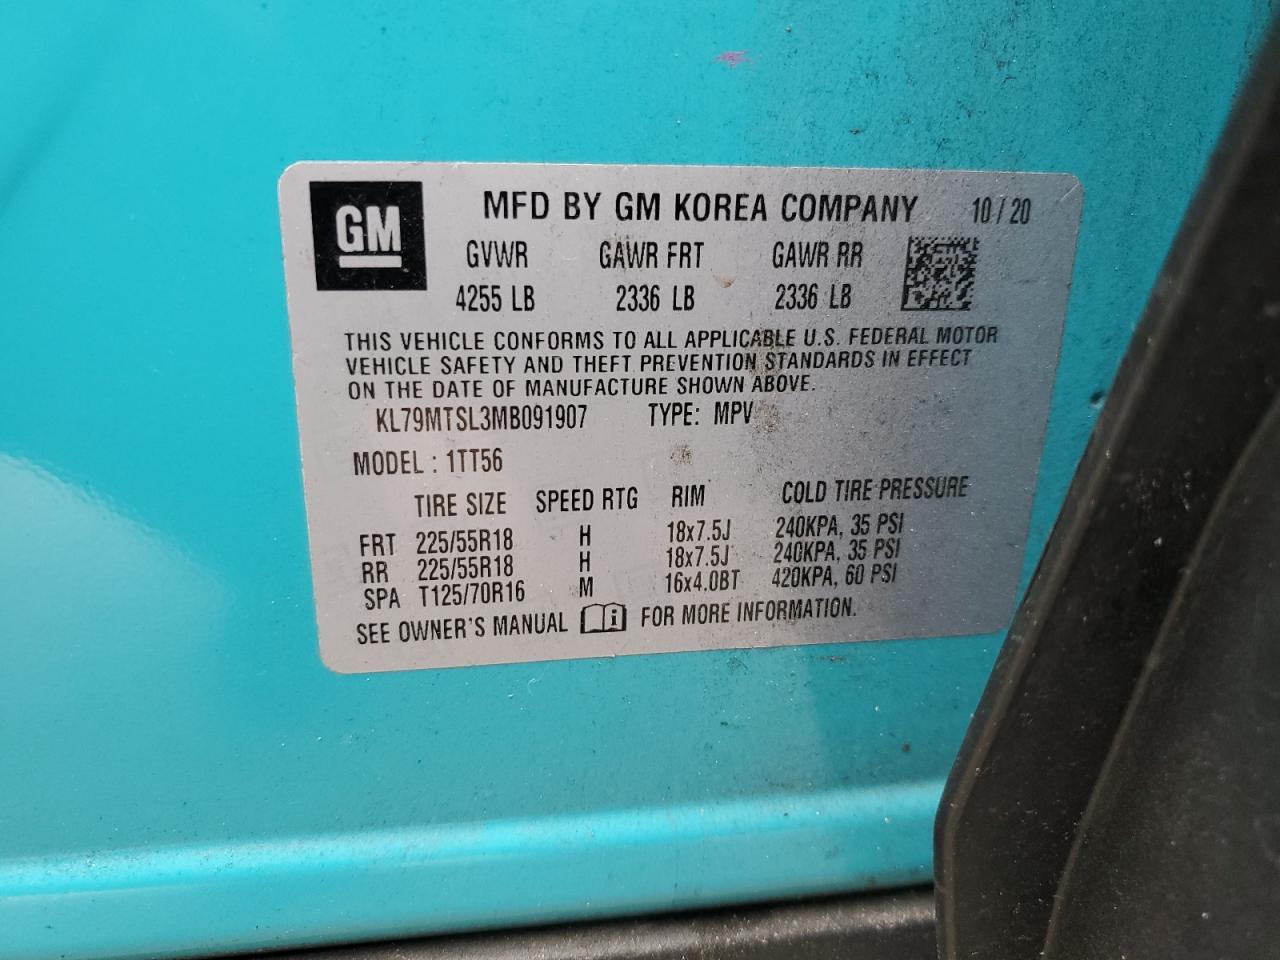 GM
MFD BY GM KOREA COMPANY 10/20
GVWR GAWR FRT GAWR RR
4255 LB 2336 LB 2336 LB
THIS VEHICLE CONFORMS TO ALL APPLICABLE U.S. FEDERAL MOTOR
VEHICLE SAFETY AND THEFT PREVENTION STANDARDS IN EFFECT
ON THE DATE OF MANUFACTURE SHOWN ABOVE.
KL79MTSL3MB091907 TYPE: MPV
MODEL : 1TT56
TIRE SIZE SPEED RTG RIM COLD TIRE PRESSURE
FRT 225/55R18 H 18x7.5J 240KPA, 35 PSI
RR 225/55R18 H 18x7.5J 240KPA, 35 PSI
SPA T125/70R16 M 16x4.0BT 420KPA, 60 PSI
SEE OWNER'S MANUAL i FOR MORE INFORMATION.